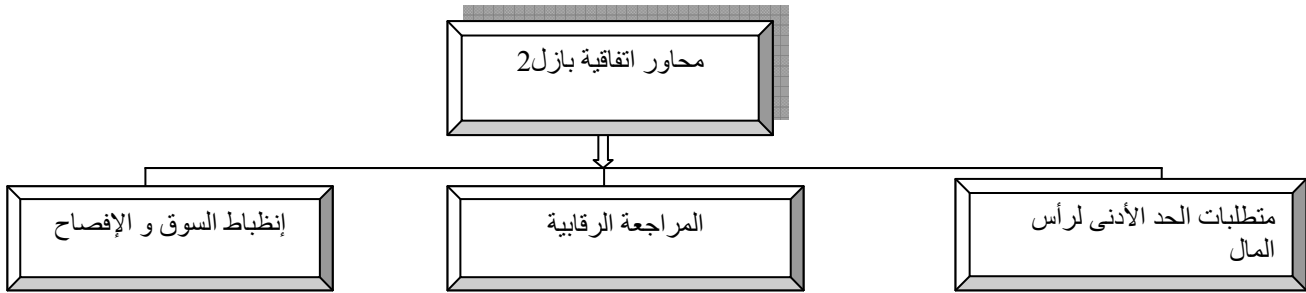 محاور اتفاقية بازل2
متطلبات الحد الأدنى لرأس
المال
المراجعة الرقابية
إنظباط السوق و الإفصاح